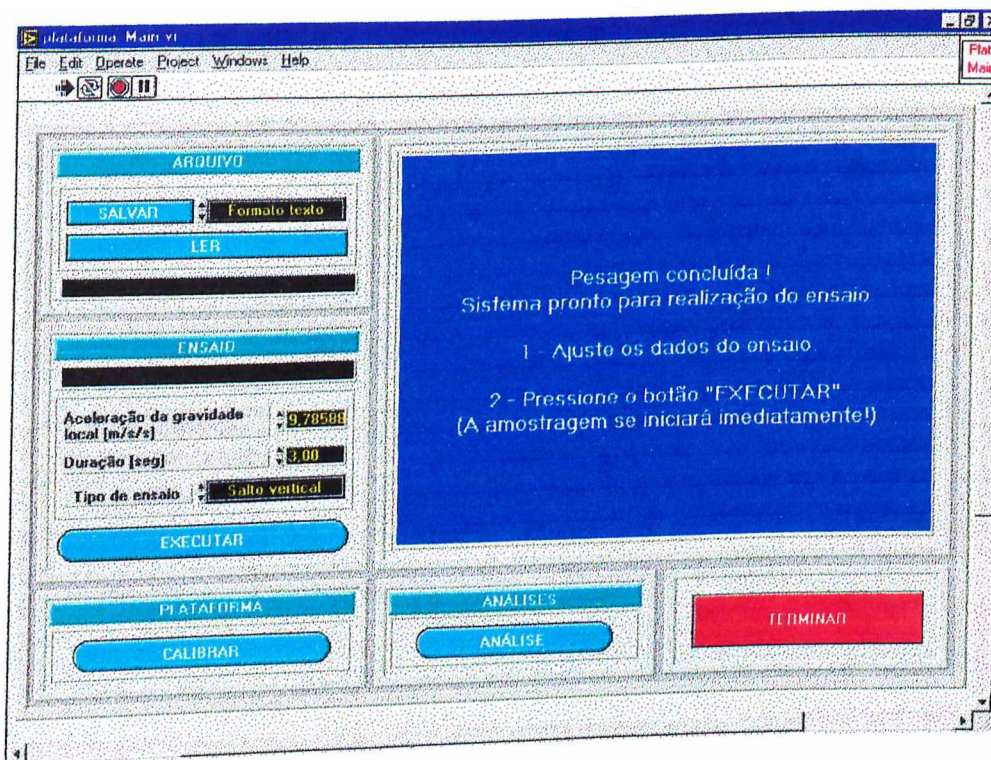 plataforma Main vi
File Edit Operate Project Windows Help
Plat
Main
ARQUIVO
SALVAR Formato texto
LER
ENSAIO
Aceleração da gravidade
local [m/s/s] 9,78588
Duração [seg] 3,00
Tipo de ensaio Salto vertical
EXECUTAR
PLATAFORMA
CALIBRAR
Pesagem concluída !
Sistema pronto para realização do ensaio
1 - Ajuste os dados do ensaio.
2 - Pressione o botão "EXECUTAR"
(A amostragem se iniciará imediatamente!)
ANÁLISES
ANÁLISE
TERMINAR